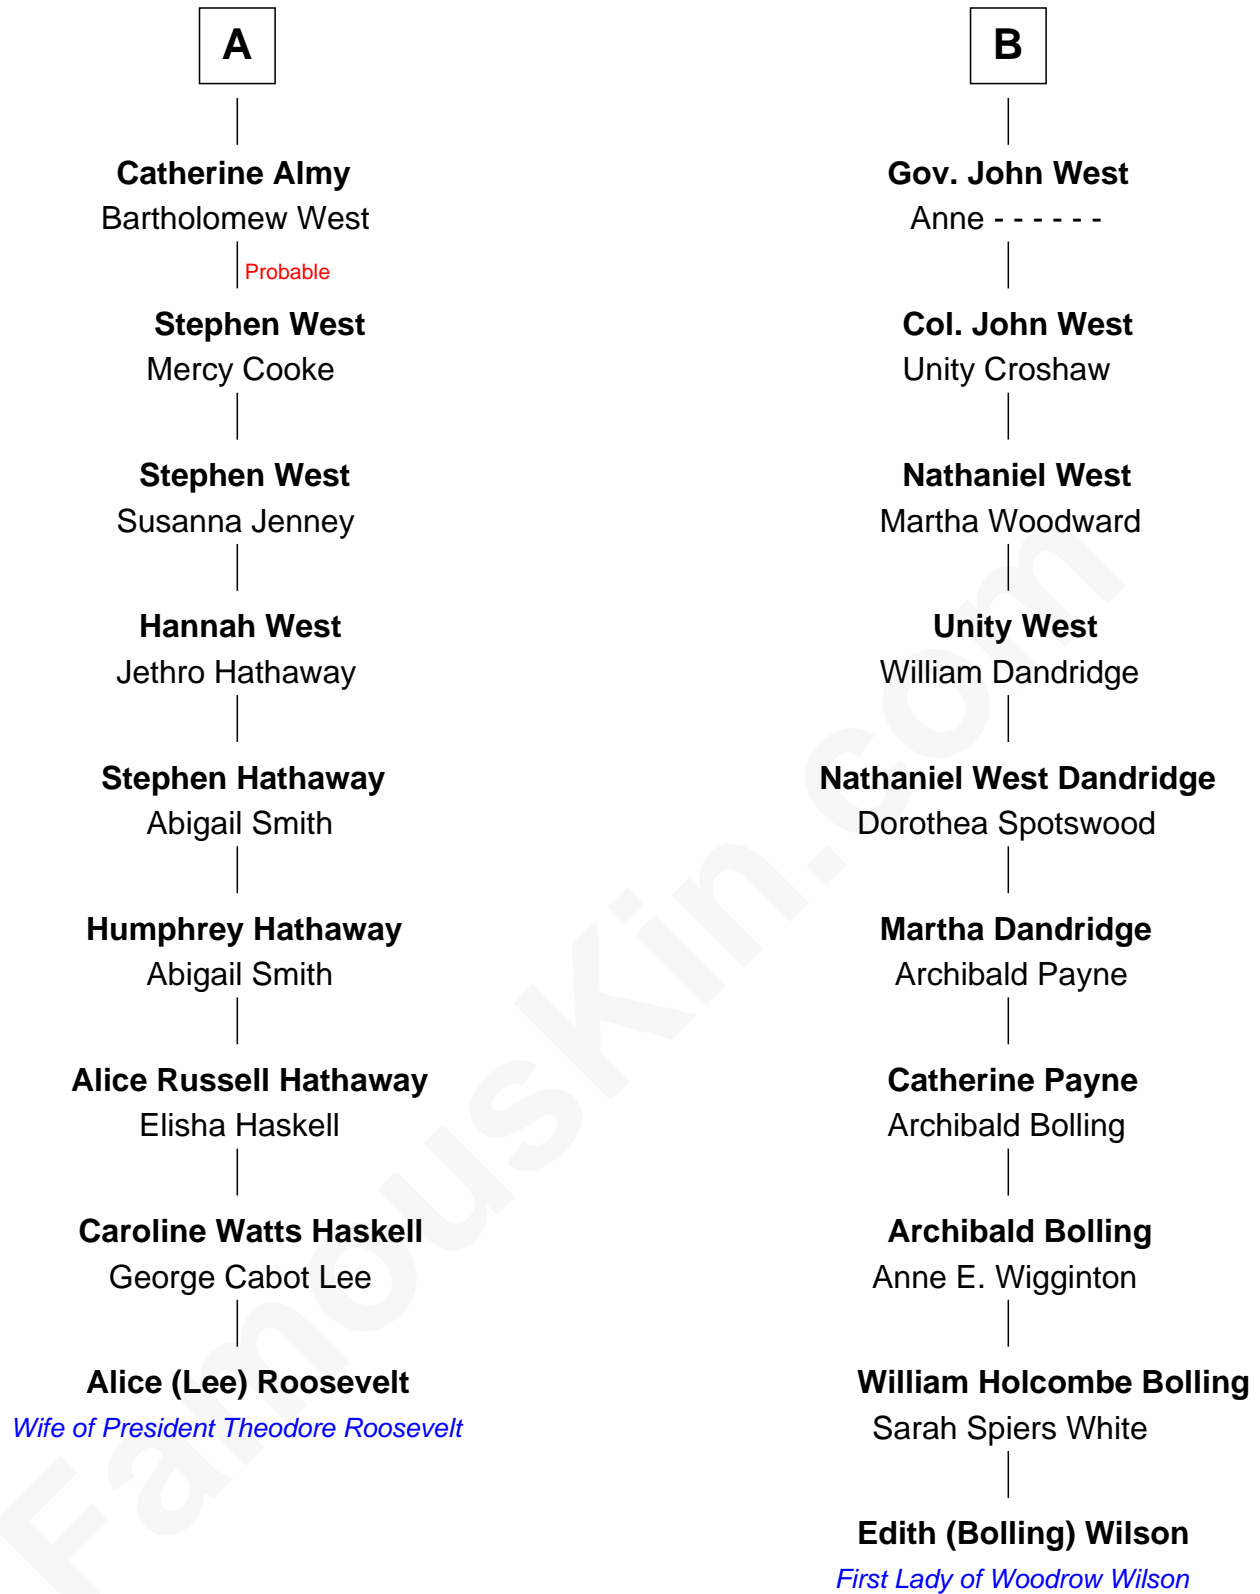 A
Catherine Almy
Bartholomew West
Probable
Stephen West
Mercy Cooke
Stephen West
Susanna Jenney
Hannah West
Jethro Hathaway
Stephen Hathaway
Abigail Smith
Humphrey Hathaway
Abigail Smith
Alice Russell Hathaway
Elisha Haskell
Caroline Watts Haskell
George Cabot Lee
Alice (Lee) Roosevelt
Wife of President Theodore Roosevelt
B
Gov. John West
Anne - - - - - -
Col. John West
Unity Croshaw
Nathaniel West
Martha Woodward
Unity West
William Dandridge
Nathaniel West Dandridge
Dorothea Spotswood
Martha Dandridge
Archibald Payne
Catherine Payne
Archibald Bolling
Archibald Bolling
Anne E. Wigginton
William Holcombe Bolling
Sarah Spiers White
Edith (Bolling) Wilson
First Lady of Woodrow Wilson
FamousKin.com